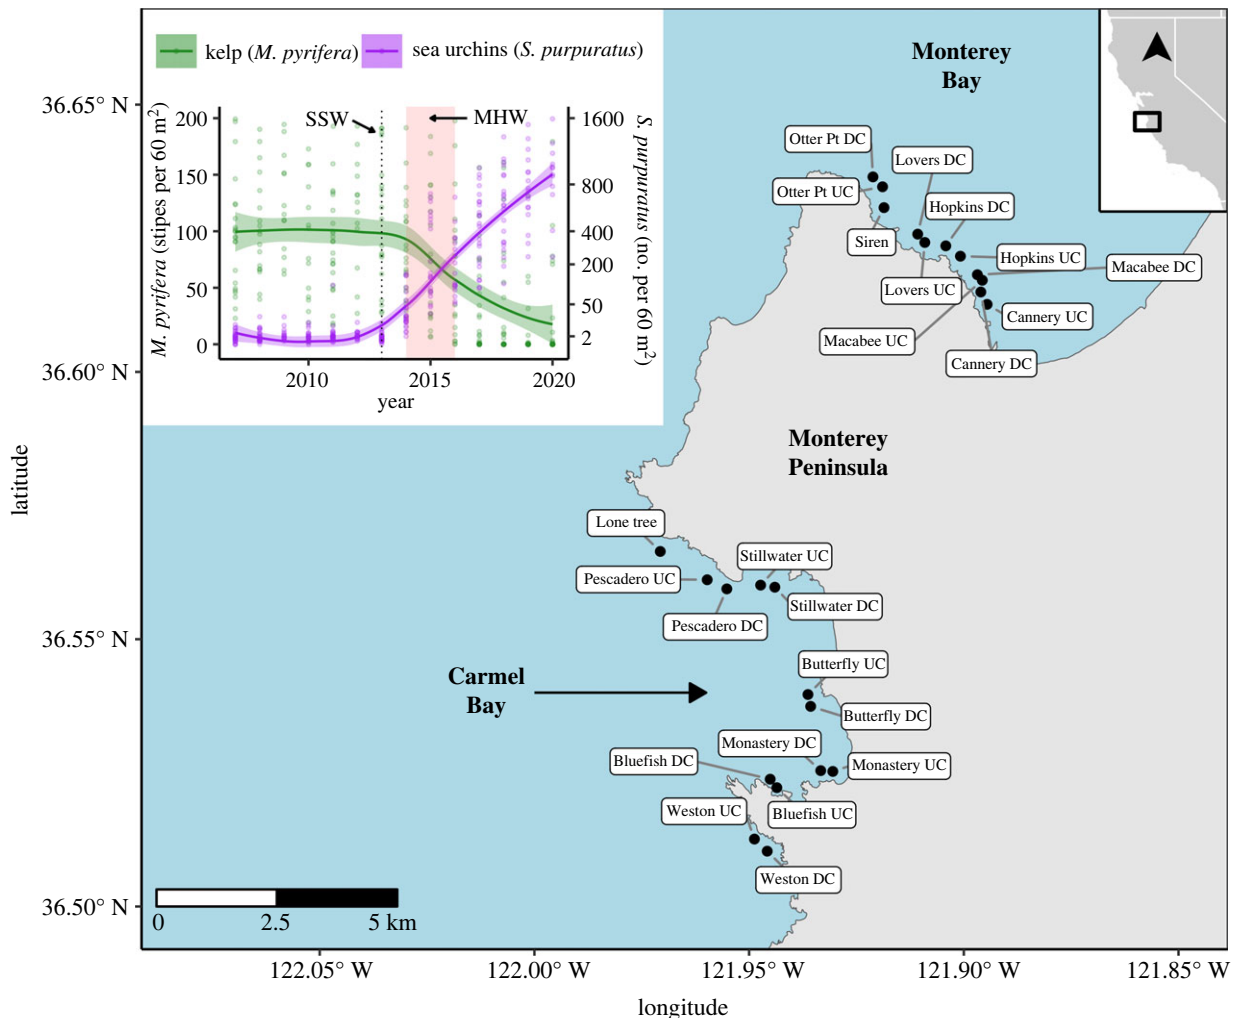 kelp (M. pyrifera)
sea urchins (S. purpuratus)
M. pyrifera (stipes per 60 m²)
200
150
100
50
0
SSW
MHW
1600
800
400
200
50
2
S. purpuratus (no. per 60 m²)
2010
2015
2020
year
Monterey
Bay
Otter Pt DC
Lovers DC
Otter Pt UC
Hopkins DC
Siren
Hopkins UC
Macabee DC
Lovers UC
Cannery UC
Macabee UC
Cannery DC
Monterey
Peninsula
Lone tree
Stillwater UC
Pescadero UC
Stillwater DC
Pescadero DC
Carmel
Bay
Butterfly UC
Butterfly DC
Monastery DC
Bluefish DC
Monastery UC
Weston UC
Bluefish UC
Weston DC
0
2.5
5 km
latitude
36.65° N
36.60° N
36.55° N
36.50° N
122.05° W
122.00° W
121.95° W
121.90° W
121.85° W
longitude